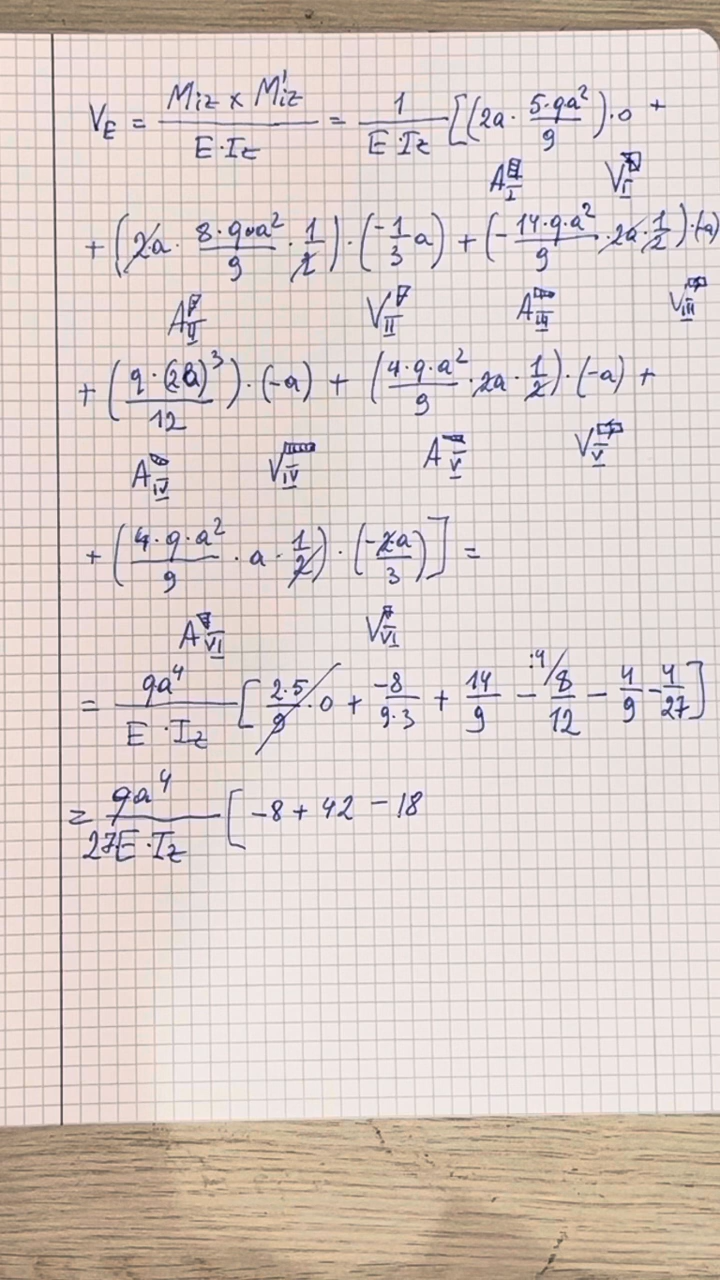 V_E = (M_iz × M'_iz)/(E·I_z) = 1/(E·I_z) [(2a · 5·qa²/9)·0 +
A_I V_I
+ (2a · 8·q·a²/9 · 1/2) · (-1/3 a) + (- 14·q·a²/9 · 2a · 1/2) · (-a)
A_II V_II A_III V_III
+ (q·(2a)³/12) · (-a) + (4·q·a²/9 · 2a · 1/2) · (-a) +
A_IV V_IV A_V V_V
+ (4·q·a²/9 · a · 1/2) · (-2a/3)] =
A_VI V_VI
= qa⁴/(E·I_z) [2·5/9 · 0 + -8/9·3 + 14/9 - :4/ 8/12 - 4/9 - 4/27]
= qa⁴/(27E·I_z) [-8 + 42 - 18